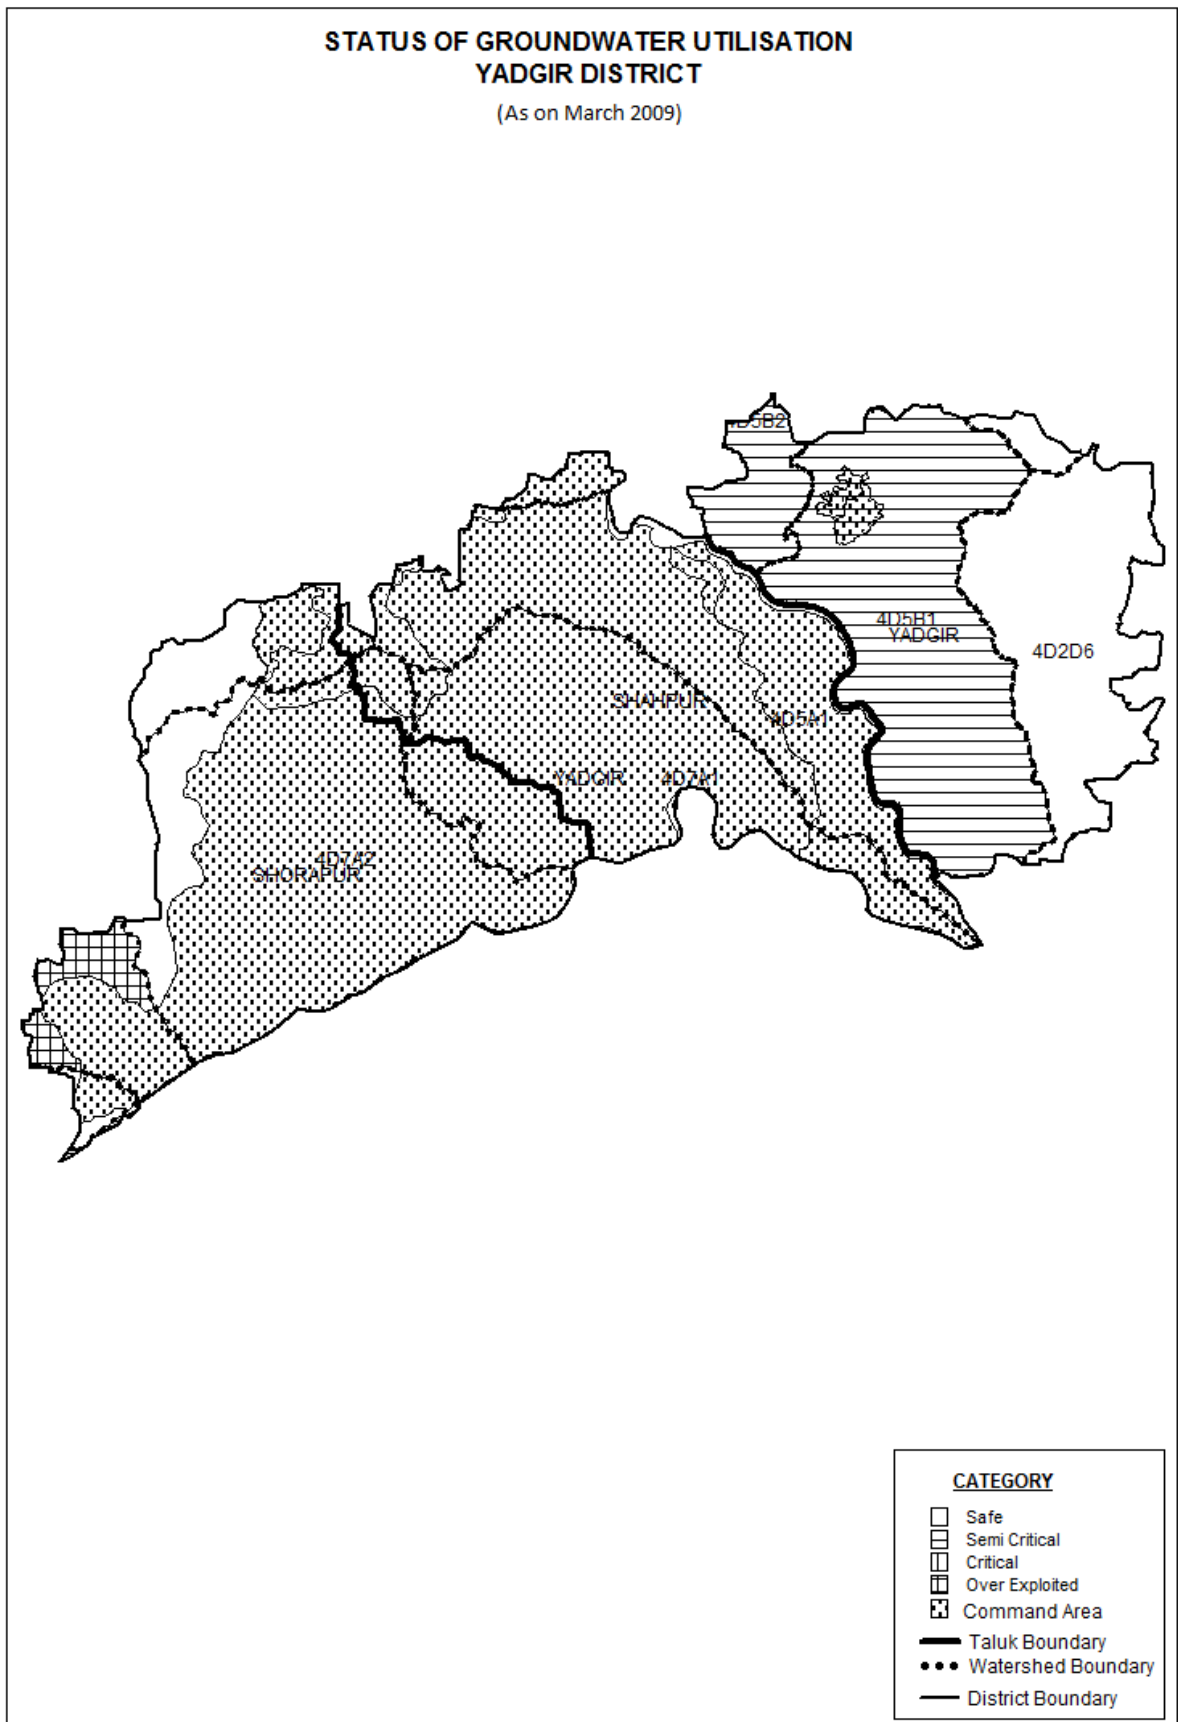 STATUS OF GROUNDWATER UTILISATION
YADGIR DISTRICT
(As on March 2009)
4D5B2
4D5B1
YADGIR
4D2D6
SHAHPUR
4D5A1
YADGIR
4D7A1
4D7A2
SHORAPUR
CATEGORY
Safe
Semi Critical
Critical
Over Exploited
Command Area
Taluk Boundary
Watershed Boundary
District Boundary